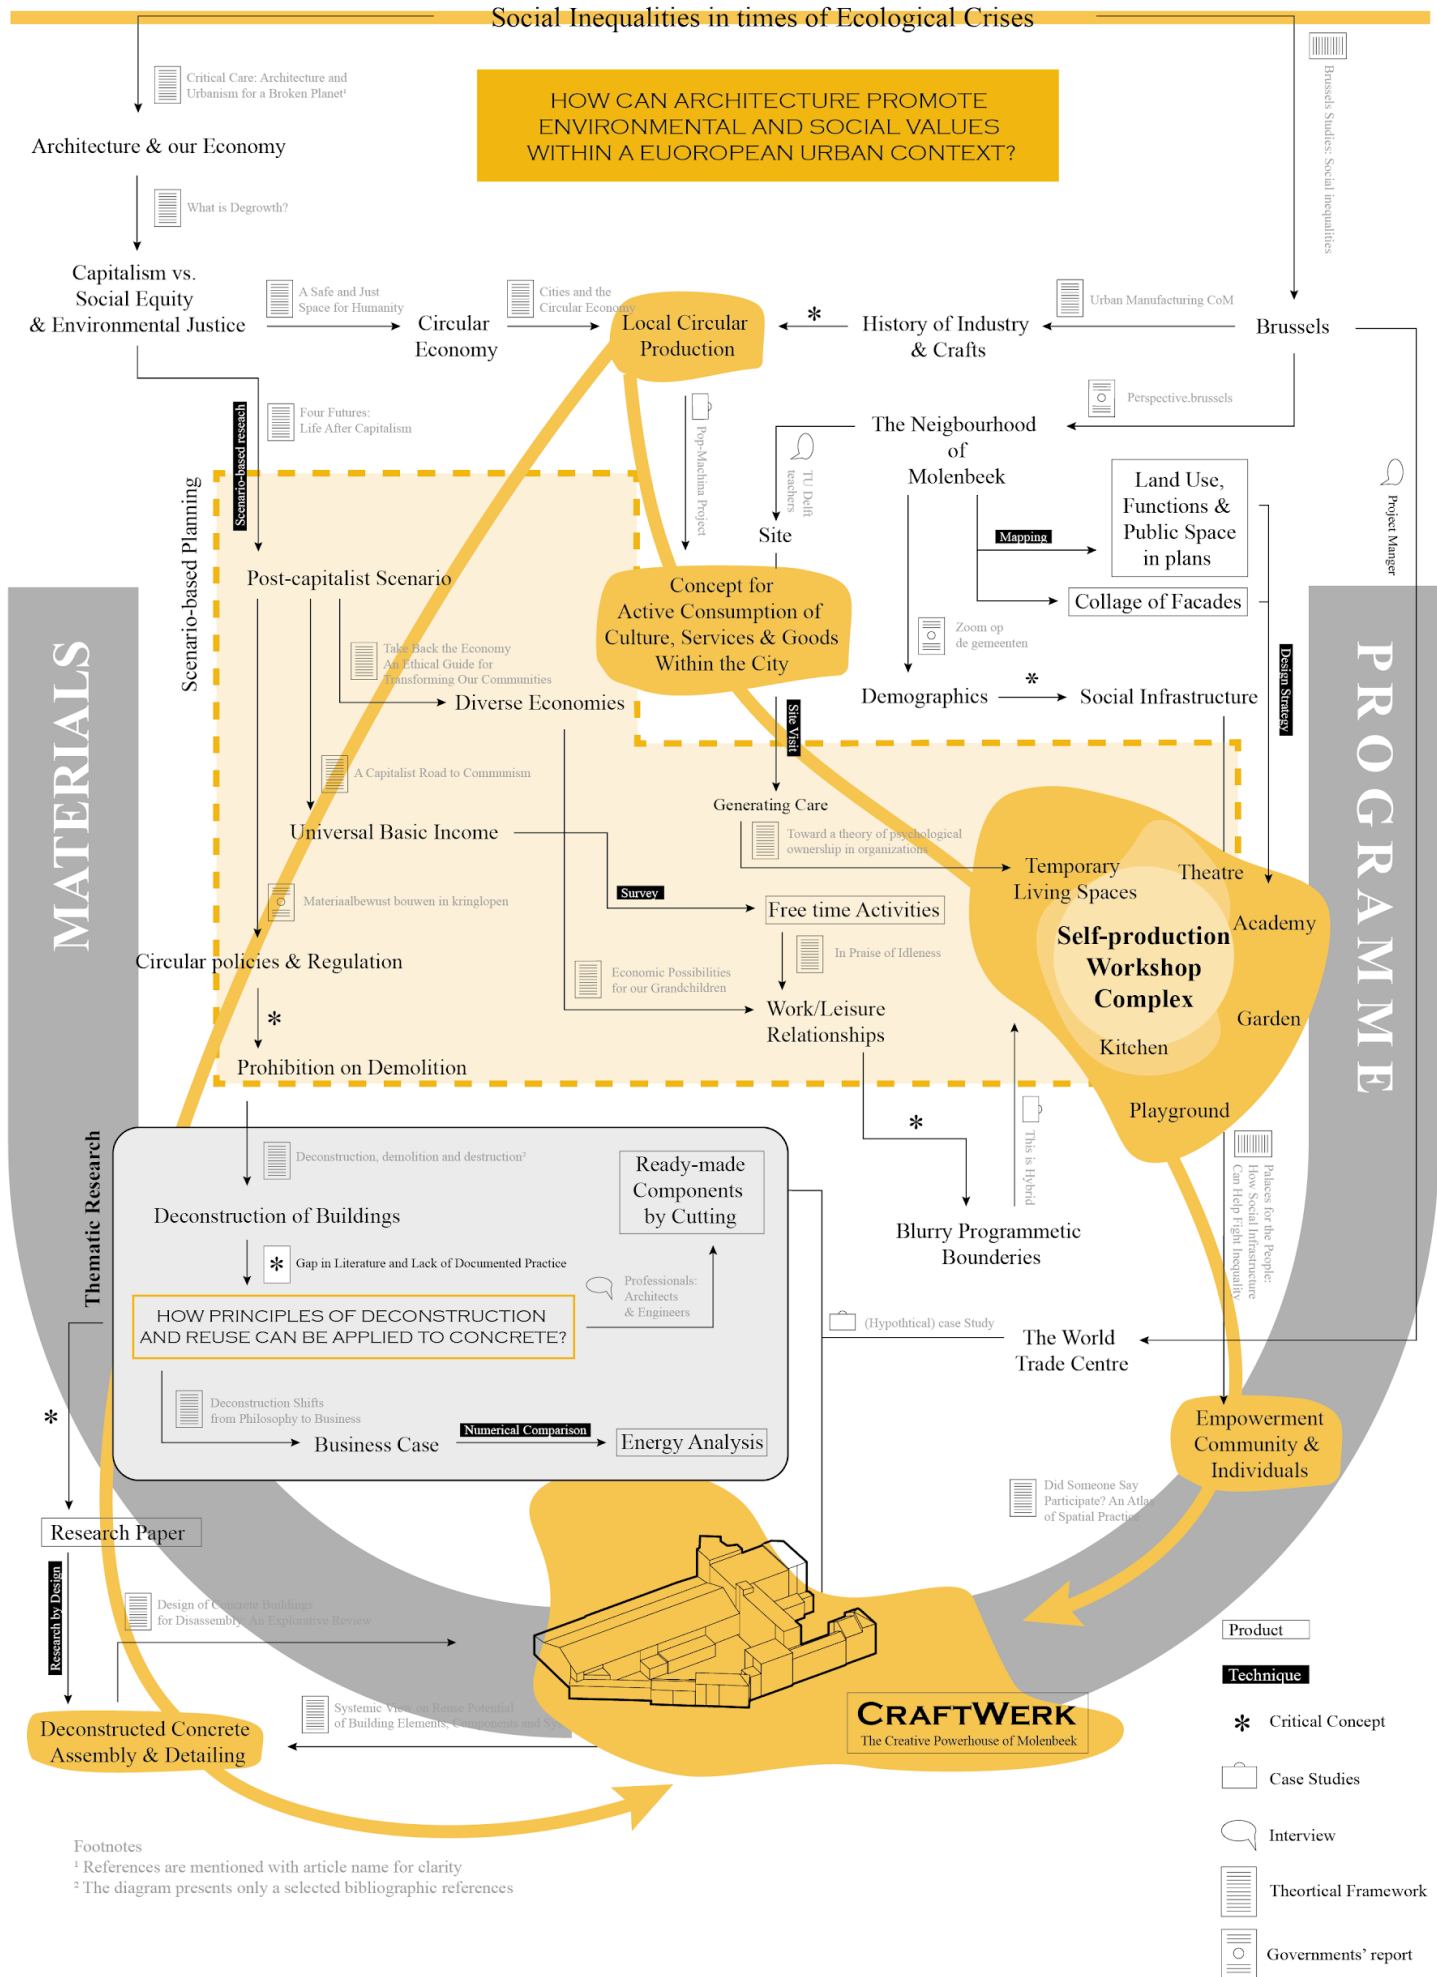 Social Inequalities in times of Ecological Crises
Critical Care: Architecture and
Urbanism for a Broken Planet¹
HOW CAN ARCHITECTURE PROMOTE
ENVIRONMENTAL AND SOCIAL VALUES
WITHIN A EUOROPEAN URBAN CONTEXT?
Brussels Studies: Social inequalities
Architecture & our Economy
What is Degrowth?
Capitalism vs.
Social Equity
& Environmental Justice
A Safe and Just
Space for Humanity
Circular
Economy
Cities and the
Circular Economy
Local Circular
Production
*
History of Industry
& Crafts
Urban Manufacturing CoM
Brussels
Scenario-based reseach
Four Futures:
Life After Capitalism
Pop-Machina Project
TU Delft
teachers
The Neigbourhood
of
Molenbeek
Perspective.brussels
Project Manger
Scenario-based Planning
Site
Mapping
Land Use,
Functions &
Public Space
in plans
Collage of Facades
Post-capitalist Scenario
Concept for
Active Consumption of
Culture, Services & Goods
Within the City
Zoom op
de gemeenten
Take Back the Economy
An Ethical Guide for
Transforming Our Communities
Diverse Economies
Demographics
*
Social Infrastructure
Design Strategy
Site Visit
MATERIALS
PROGRAMME
A Capitalist Road to Communism
Generating Care
Universal Basic Income
Toward a theory of psychological
ownership in organizations
Temporary
Living Spaces
Theatre
Academy
Survey
Free time Activities
Materiaalbewust bouwen in kringlopen
Self-production
Workshop
Complex
Circular policies & Regulation
In Praise of Idleness
Economic Possibilities
for our Grandchildren
Work/Leisure
Relationships
Garden
Kitchen
*
Prohibition on Demolition
Playground
*
This is Hybrid
Palaces for the People:
How Social Infrastructure
Can Help Fight Inequality
Thematic Research
Deconstruction, demolition and destruction²
Ready-made
Components
by Cutting
Deconstruction of Buildings
Blurry Programmetic
Bounderies
*
Gap in Literature and Lack of Documented Practice
Professionals:
Architects
& Engineers
HOW PRINCIPLES OF DECONSTRUCTION
AND REUSE CAN BE APPLIED TO CONCRETE?
(Hypothtical) case Study
The World
Trade Centre
Deconstruction Shifts
from Philosophy to Business
*
Business Case
Numerical Comparison
Energy Analysis
Empowerment
Community &
Individuals
Did Someone Say
Participate? An Atlas
of Spatial Practice
Research Paper
Research by Design
Design of Concrete Buildings
for Disassembly: An Explorative Review
Systemic View on Reuse Potential
of Building Elements, Components and Sy
Deconstructed Concrete
Assembly & Detailing
CRAFTWERK
The Creative Powerhouse of Molenbeek
Product
Technique
*
Critical Concept
Case Studies
Interview
Theortical Framework
Governments' report
Footnotes
¹ References are mentioned with article name for clarity
² The diagram presents only a selected bibliographic references